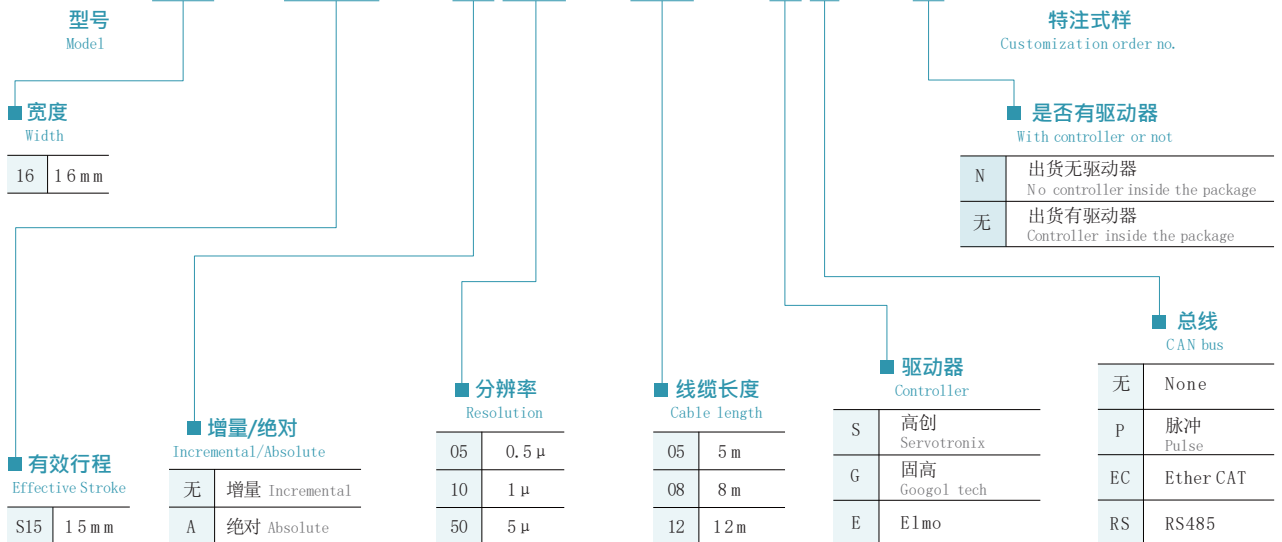 型号
Model
特注式样
Customization order no.
宽度
Width
16 16mm
是否有驱动器
With controller or not
N 出货无驱动器
No controller inside the package
无 出货有驱动器
Controller inside the package
总线
CAN bus
无 None
P 脉冲
Pulse
EC Ether CAT
RS RS485
驱动器
Controller
S 高创
Servotronix
G 固高
Googol tech
E Elmo
线缆长度
Cable length
05 5m
08 8m
12 12m
分辨率
Resolution
05 0.5μ
10 1μ
50 5μ
增量/绝对
Incremental/Absolute
无 增量 Incremental
A 绝对 Absolute
有效行程
Effective Stroke
S15 15mm